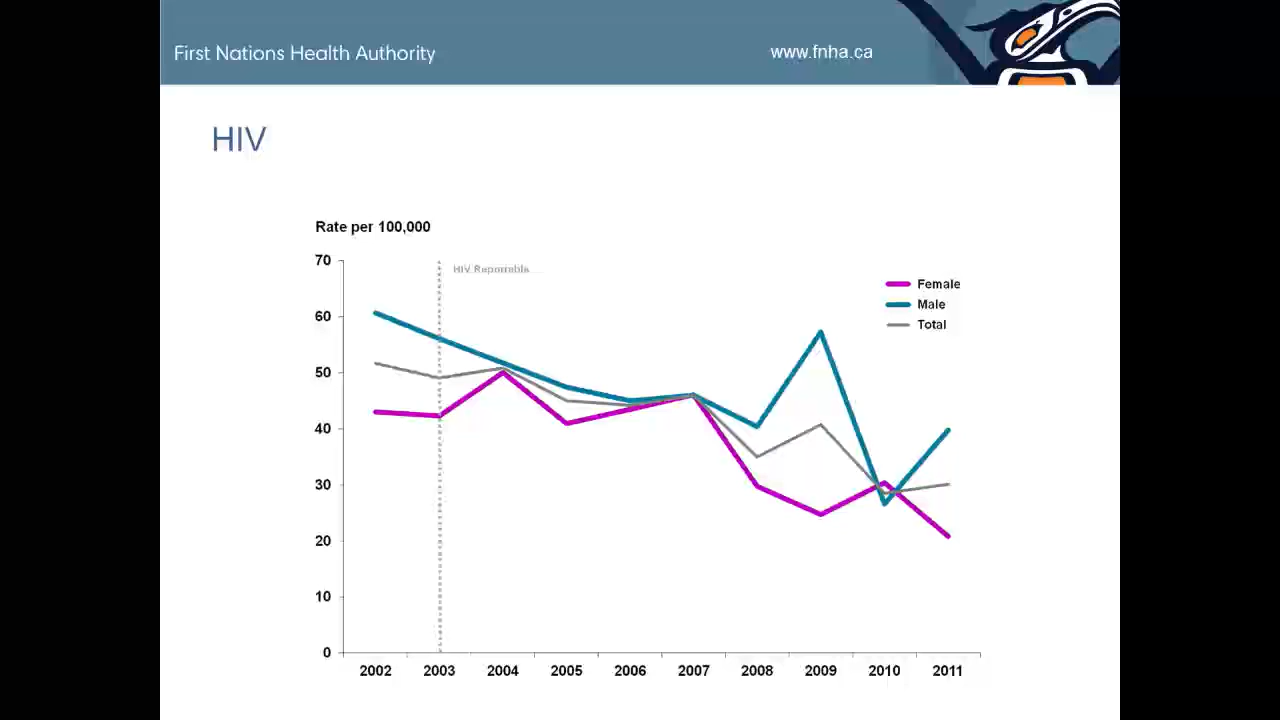 First Nations Health Authority
www.fnha.ca
HIV
Rate per 100,000
70
HIV Reportable
Female
60
Male
Total
50
40
30
20
10
0
2002 2003 2004 2005 2006 2007 2008 2009 2010 2011